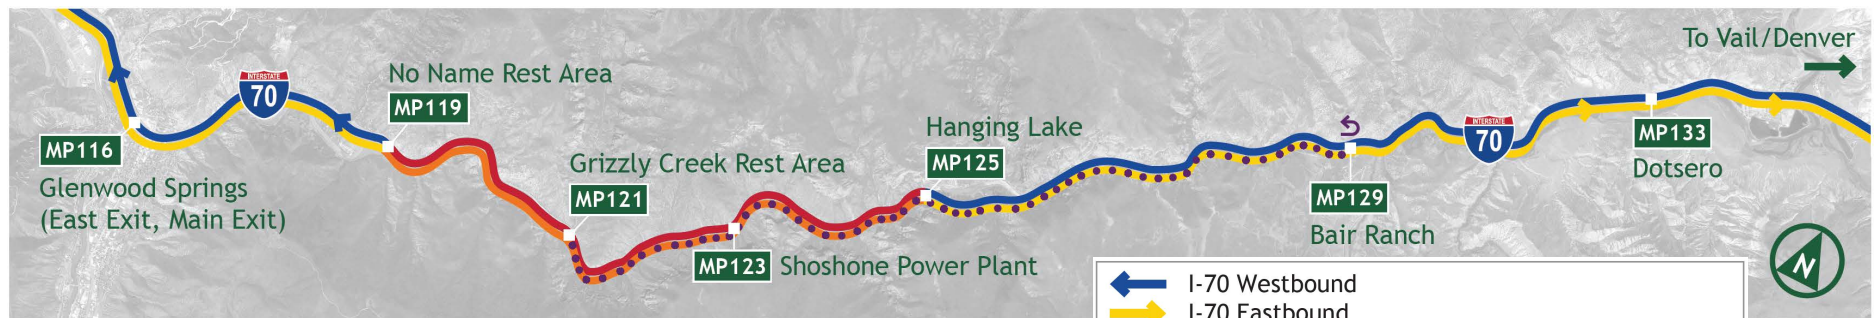 To Vail/Denver
No Name Rest Area
INTERSTATE
70
MP119
Hanging Lake
MP125
INTERSTATE
70
MP133
Dotsero
MP116
Glenwood Springs
(East Exit, Main Exit)
Grizzly Creek Rest Area
MP121
MP129
Bair Ranch
MP123
Shoshone Power Plant
N
I-70 Westbound
I-70 Eastbound